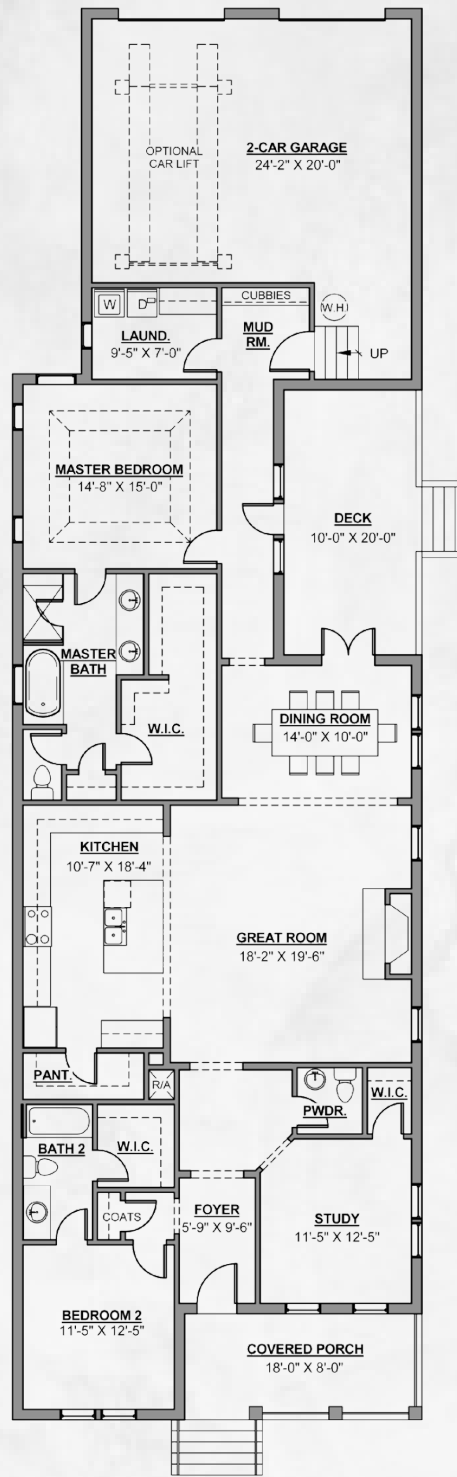 OPTIONAL
CAR LIFT
2-CAR GARAGE
24'-2" X 20'-0"
W
D
CUBBIES
W.H.
LAUND.
9'-5" X 7'-0"
MUD
RM.
UP
MASTER BEDROOM
14'-8" X 15'-0"
DECK
10'-0" X 20'-0"
MASTER
BATH
W.I.C.
DINING ROOM
14'-0" X 10'-0"
KITCHEN
10'-7" X 18'-4"
GREAT ROOM
18'-2" X 19'-6"
PANT.
R/A
PWDR.
W.I.C.
BATH 2
W.I.C.
COATS
FOYER
5'-9" X 9'-6"
STUDY
11'-5" X 12'-5"
BEDROOM 2
11'-5" X 12'-5"
COVERED PORCH
18'-0" X 8'-0"